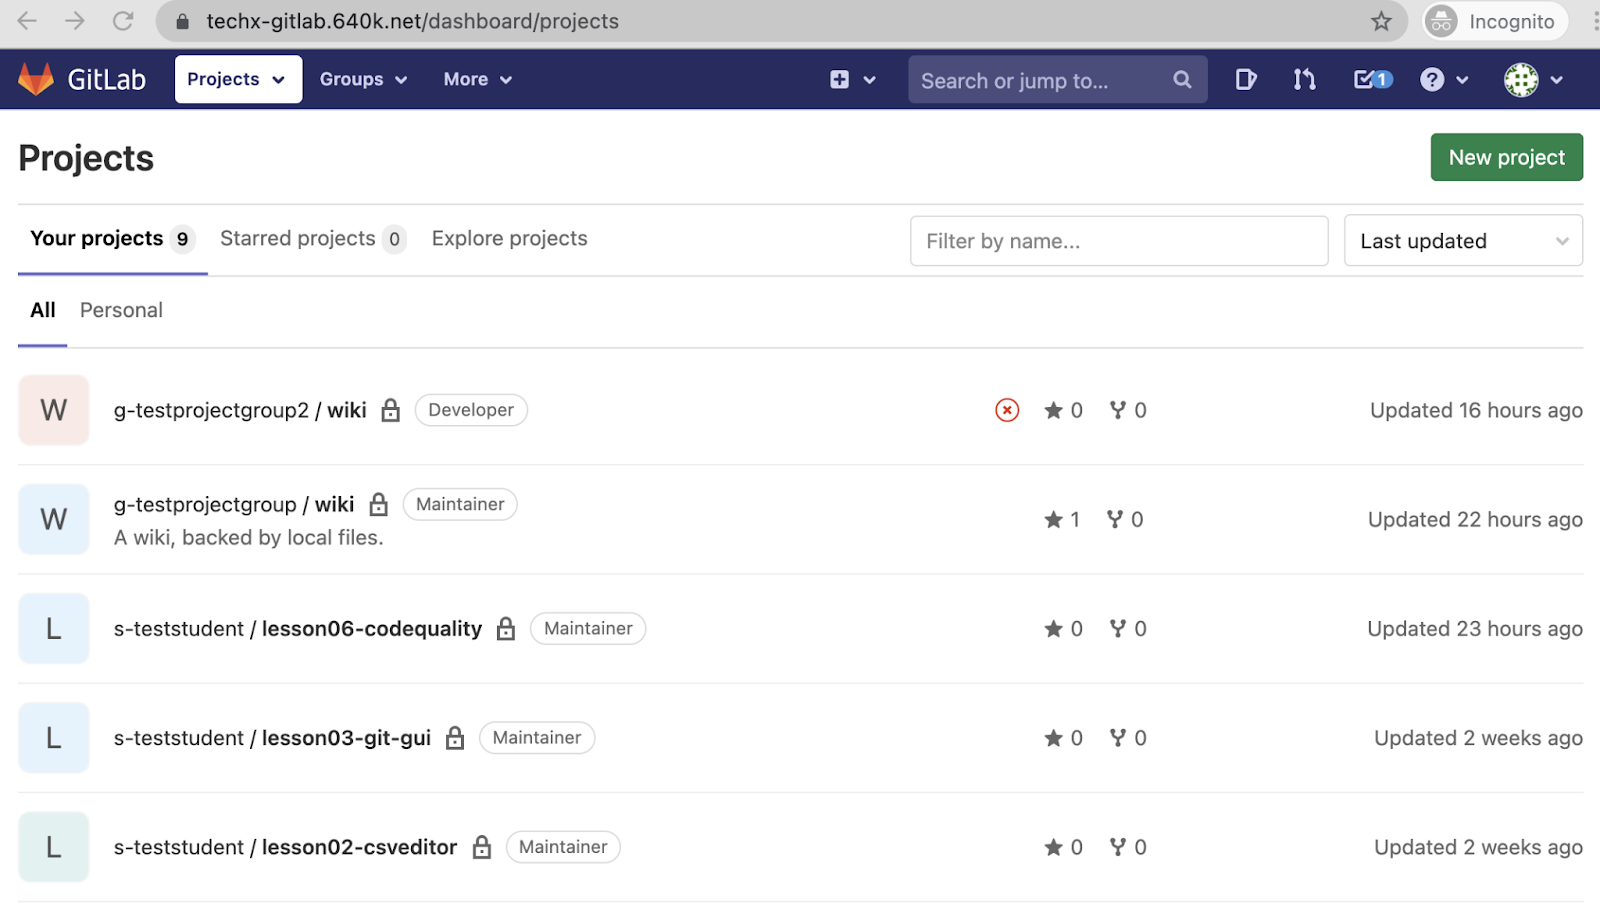 techx-gitlab.640k.net/dashboard/projects
Incognito
GitLab
Projects
Groups
More
Search or jump to...
1
Projects
New project
Your projects 9
Starred projects 0
Explore projects
Filter by name...
Last updated
All
Personal
W
g-testprojectgroup2 / wiki
Developer
0
0
Updated 16 hours ago
W
g-testprojectgroup / wiki
Maintainer
A wiki, backed by local files.
1
0
Updated 22 hours ago
L
s-teststudent / lesson06-codequality
Maintainer
0
0
Updated 23 hours ago
L
s-teststudent / lesson03-git-gui
Maintainer
0
0
Updated 2 weeks ago
L
s-teststudent / lesson02-csveditor
Maintainer
0
0
Updated 2 weeks ago